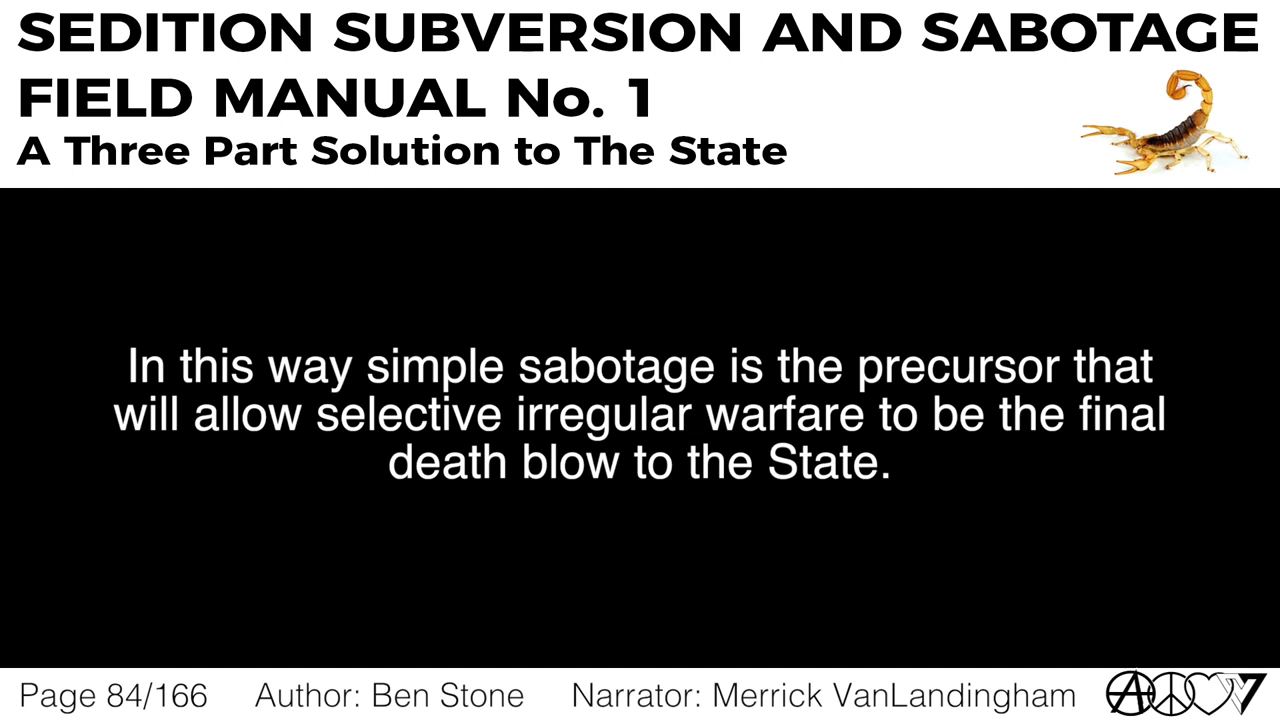 SEDITION SUBVERSION AND SABOTAGE
FIELD MANUAL No. 1
A Three Part Solution to The State
In this way simple sabotage is the precursor that
will allow selective irregular warfare to be the final
death blow to the State.
Page 84/166 Author: Ben Stone Narrator: Merrick VanLandingham